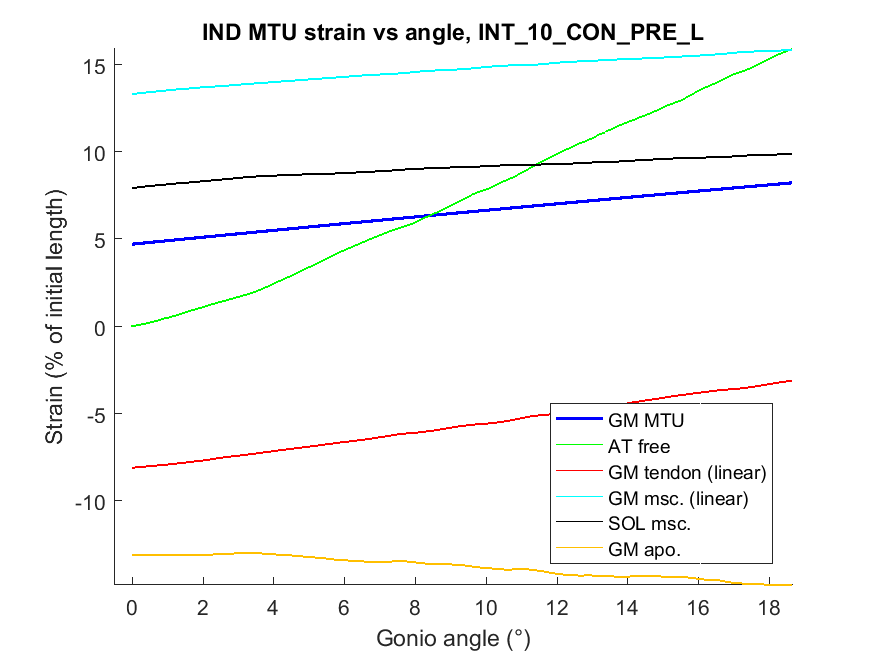 IND MTU strain vs angle, INT_10_CON_PRE_L
Strain (% of initial length)
15
10
5
0
-5
-10
GM MTU
AT free
GM tendon (linear)
GM msc. (linear)
SOL msc.
GM apo.
0 2 4 6 8 10 12 14 16 18
Gonio angle (°)